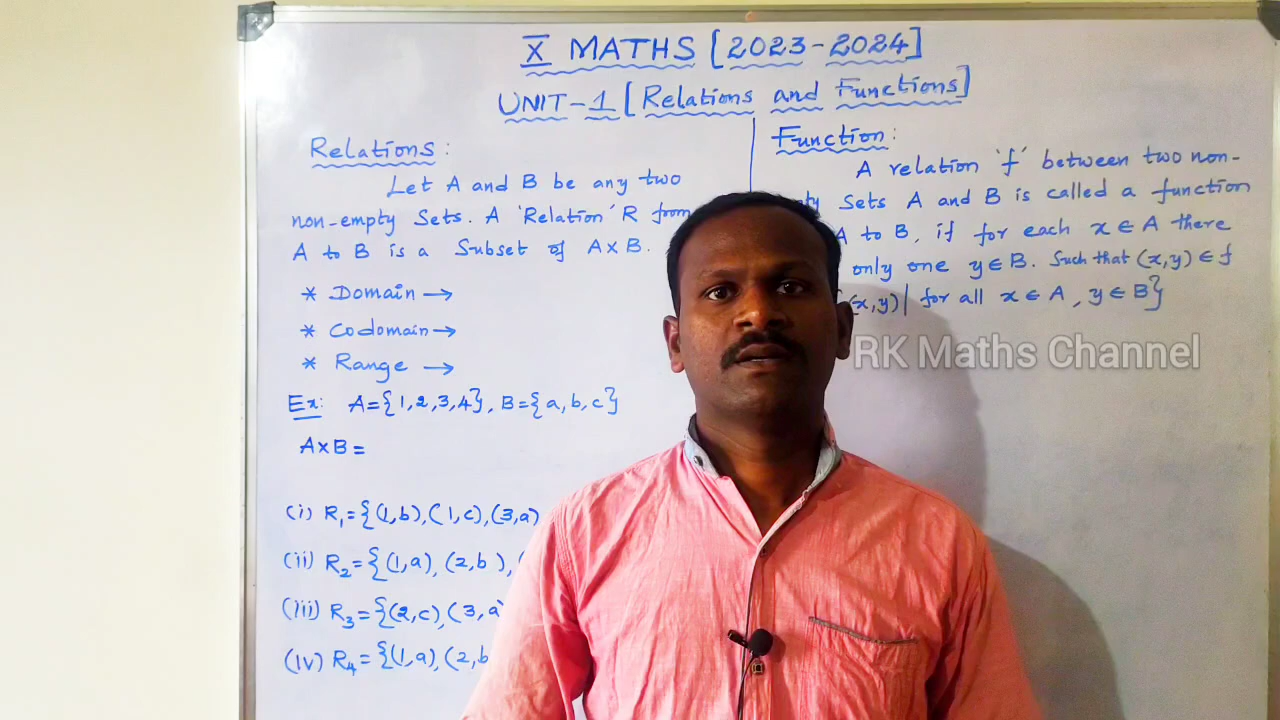 X MATHS [2023-2024]
UNIT-1 [Relations and Functions]
Relations:
Let A and B be any two
non-empty Sets. A 'Relation' R from
A to B is a Subset of A×B.
* Domain →
* Codomain →
* Range →
Ex: A={1,2,3,4}, B={a,b,c}
A×B=
(i) R₁={(1,b),(1,c),(3,a)
(ii) R₂={(1,a),(2,b),(
(iii) R₃={(2,c),(3,a)
(iv) R₄={(1,a),(2,b
Function:
A relation 'f' between two non-
Sets A and B is called a function
A to B, if for each x∈A there
only one y∈B. Such that (x,y)∈f
(x,y)| for all x∈A, y∈B}
RK Maths Channel